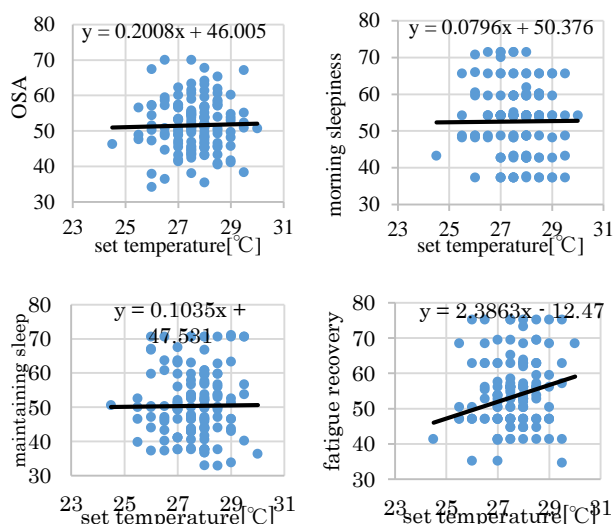 y = 0.2008x + 46.005
OSA
80
70
60
50
40
30
23 25 27 29 31
set temperature[℃]
y = 0.0796x + 50.376
morning sleepiness
80
70
60
50
40
30
23 25 27 29 31
set temperature[℃]
y = 0.1035x +
47.531
maintaining sleep
80
70
60
50
40
30
23 25 27 29 31
set temperature[℃]
y = 2.3863x - 12.47
fatigue recovery
80
70
60
50
40
30
23 25 27 29 31
set temperature[℃]